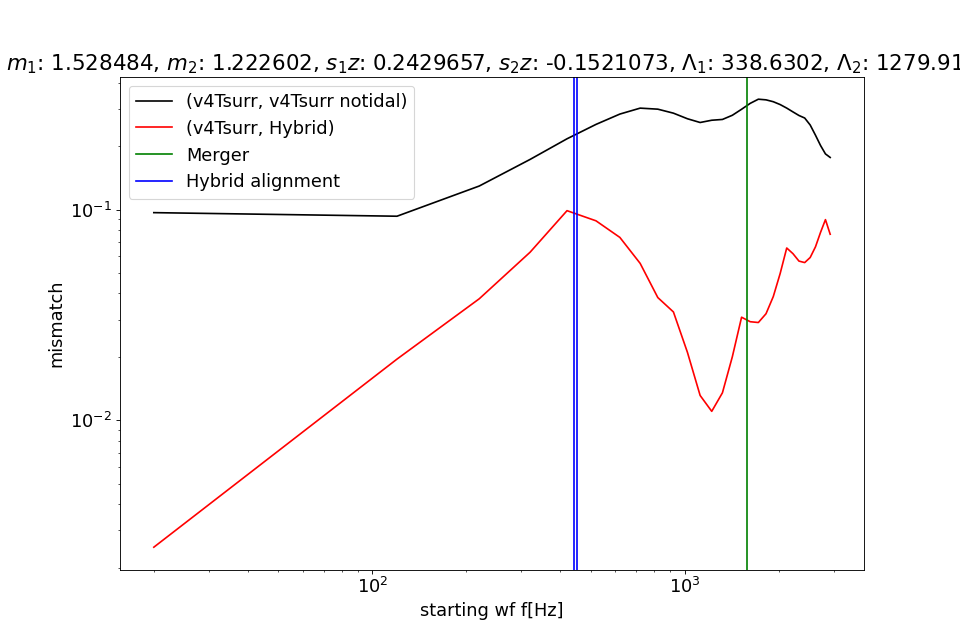 m₁: 1.528484, m₂: 1.222602, s₁z: 0.2429657, s₂z: -0.1521073, Λ₁: 338.6302, Λ₂: 1279.91
(v4Tsurr, v4Tsurr notidal)
(v4Tsurr, Hybrid)
Merger
Hybrid alignment
10⁻¹
mismatch
10⁻²
10² 10³
starting wf f[Hz]